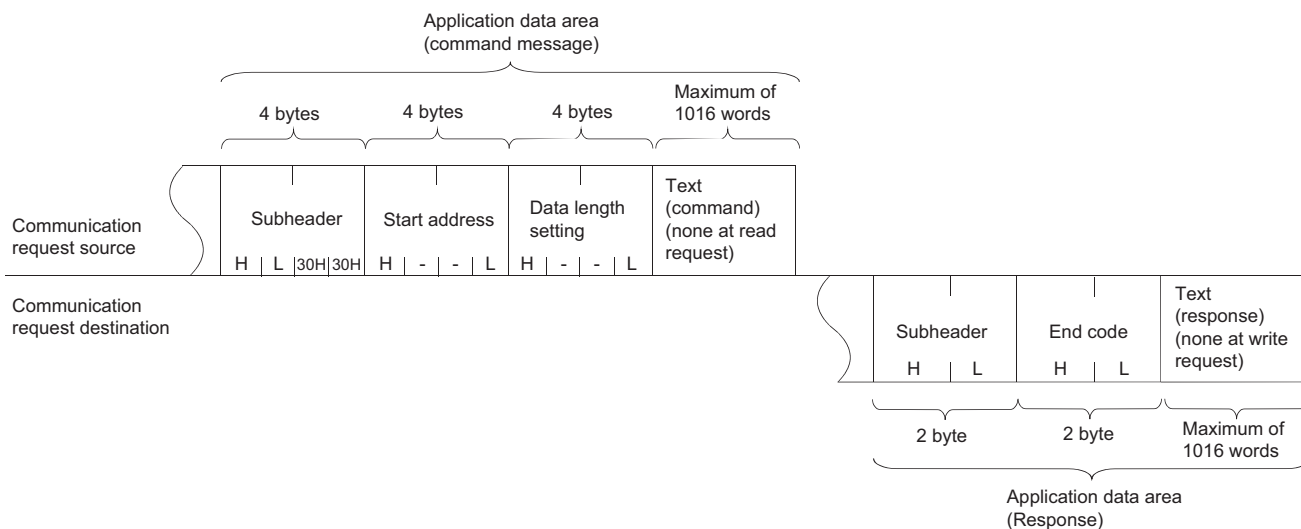 Application data area
(command message)
4 bytes
4 bytes
4 bytes
Maximum of
1016 words
Communication
request source
Subheader
H L 30H 30H
Start address
H - - L
Data length
setting
H - - L
Text
(command)
(none at read
request)
Communication
request destination
Subheader
H L
End code
H L
Text
(response)
(none at write
request)
2 byte
2 byte
Maximum of
1016 words
Application data area
(Response)